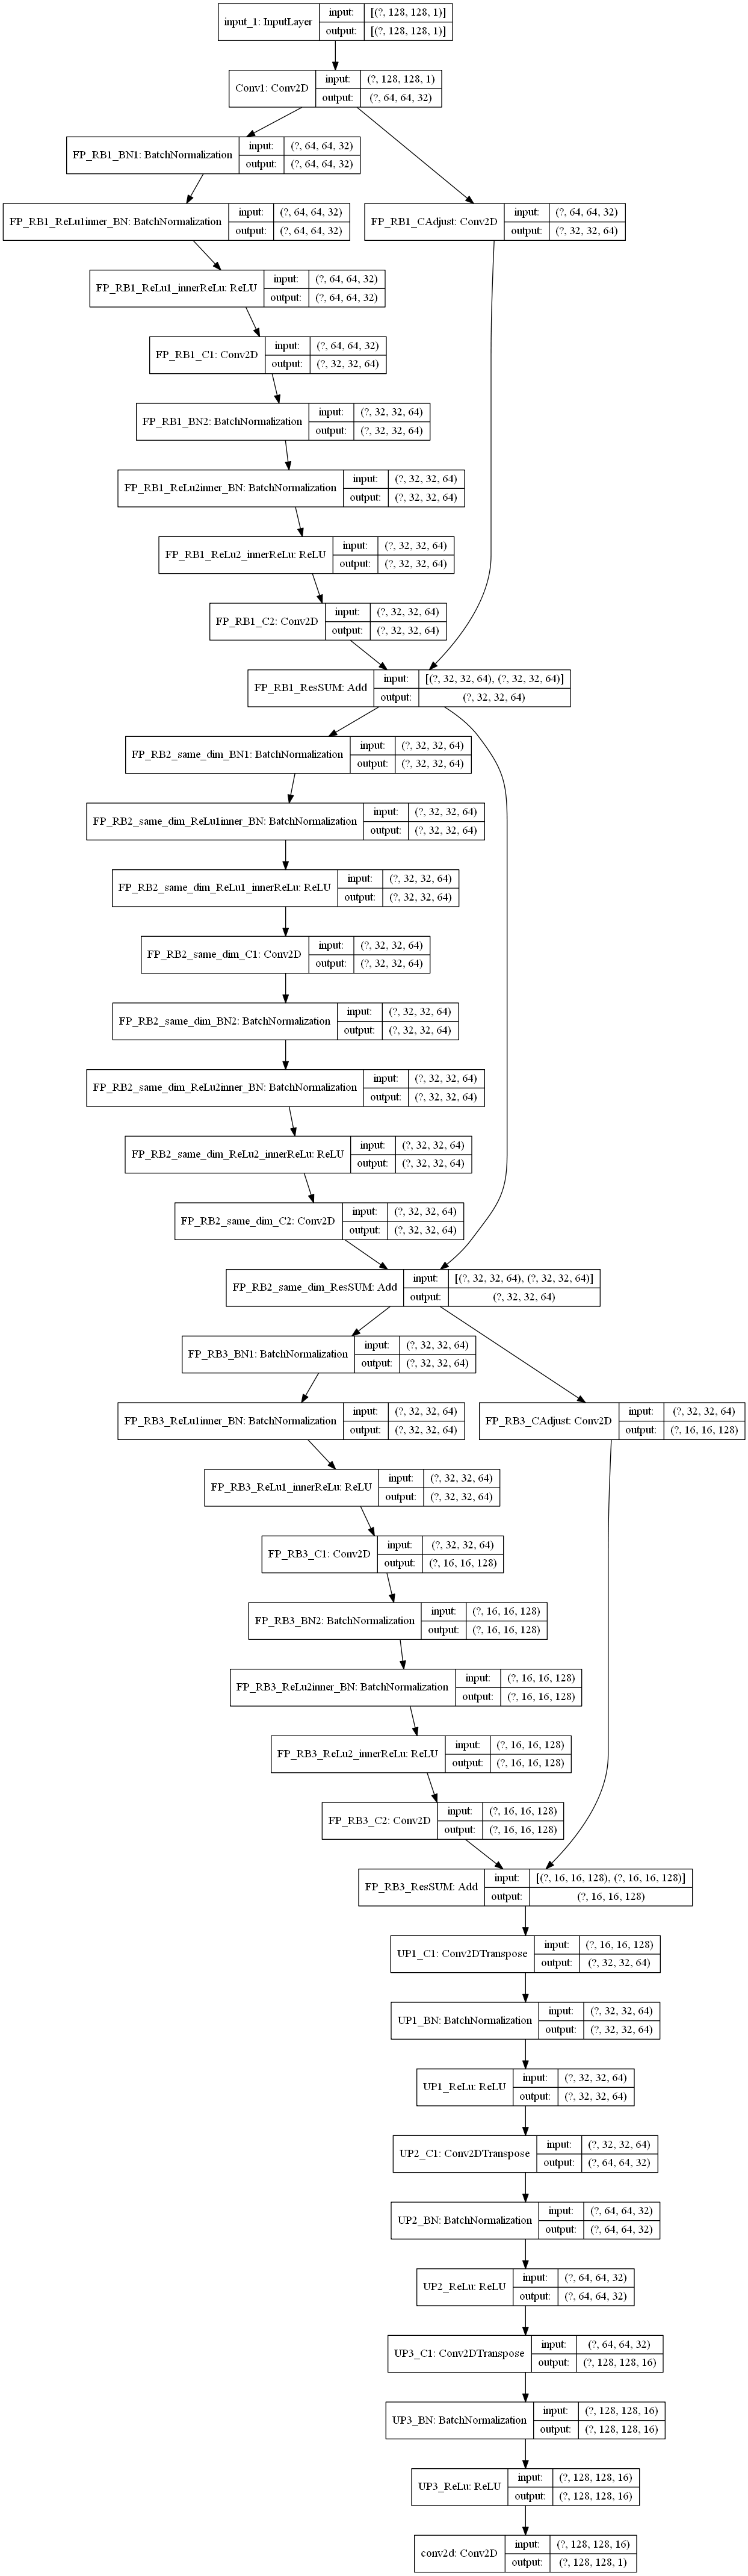 input_1: InputLayer
input: [(?, 128, 128, 1)]
output: [(?, 128, 128, 1)]
Conv1: Conv2D
input: (?, 128, 128, 1)
output: (?, 64, 64, 32)
FP_RB1_BN1: BatchNormalization
input: (?, 64, 64, 32)
output: (?, 64, 64, 32)
FP_RB1_ReLu1inner_BN: BatchNormalization
input: (?, 64, 64, 32)
output: (?, 64, 64, 32)
FP_RB1_CAdjust: Conv2D
input: (?, 64, 64, 32)
output: (?, 32, 32, 64)
FP_RB1_ReLu1_innerReLu: ReLU
input: (?, 64, 64, 32)
output: (?, 64, 64, 32)
FP_RB1_C1: Conv2D
input: (?, 64, 64, 32)
output: (?, 32, 32, 64)
FP_RB1_BN2: BatchNormalization
input: (?, 32, 32, 64)
output: (?, 32, 32, 64)
FP_RB1_ReLu2inner_BN: BatchNormalization
input: (?, 32, 32, 64)
output: (?, 32, 32, 64)
FP_RB1_ReLu2_innerReLu: ReLU
input: (?, 32, 32, 64)
output: (?, 32, 32, 64)
FP_RB1_C2: Conv2D
input: (?, 32, 32, 64)
output: (?, 32, 32, 64)
FP_RB1_ResSUM: Add
input: [(?, 32, 32, 64), (?, 32, 32, 64)]
output: (?, 32, 32, 64)
FP_RB2_same_dim_BN1: BatchNormalization
input: (?, 32, 32, 64)
output: (?, 32, 32, 64)
FP_RB2_same_dim_ReLu1inner_BN: BatchNormalization
input: (?, 32, 32, 64)
output: (?, 32, 32, 64)
FP_RB2_same_dim_ReLu1_innerReLu: ReLU
input: (?, 32, 32, 64)
output: (?, 32, 32, 64)
FP_RB2_same_dim_C1: Conv2D
input: (?, 32, 32, 64)
output: (?, 32, 32, 64)
FP_RB2_same_dim_BN2: BatchNormalization
input: (?, 32, 32, 64)
output: (?, 32, 32, 64)
FP_RB2_same_dim_ReLu2inner_BN: BatchNormalization
input: (?, 32, 32, 64)
output: (?, 32, 32, 64)
FP_RB2_same_dim_ReLu2_innerReLu: ReLU
input: (?, 32, 32, 64)
output: (?, 32, 32, 64)
FP_RB2_same_dim_C2: Conv2D
input: (?, 32, 32, 64)
output: (?, 32, 32, 64)
FP_RB2_same_dim_ResSUM: Add
input: [(?, 32, 32, 64), (?, 32, 32, 64)]
output: (?, 32, 32, 64)
FP_RB3_BN1: BatchNormalization
input: (?, 32, 32, 64)
output: (?, 32, 32, 64)
FP_RB3_ReLu1inner_BN: BatchNormalization
input: (?, 32, 32, 64)
output: (?, 32, 32, 64)
FP_RB3_CAdjust: Conv2D
input: (?, 32, 32, 64)
output: (?, 16, 16, 128)
FP_RB3_ReLu1_innerReLu: ReLU
input: (?, 32, 32, 64)
output: (?, 32, 32, 64)
FP_RB3_C1: Conv2D
input: (?, 32, 32, 64)
output: (?, 16, 16, 128)
FP_RB3_BN2: BatchNormalization
input: (?, 16, 16, 128)
output: (?, 16, 16, 128)
FP_RB3_ReLu2inner_BN: BatchNormalization
input: (?, 16, 16, 128)
output: (?, 16, 16, 128)
FP_RB3_ReLu2_innerReLu: ReLU
input: (?, 16, 16, 128)
output: (?, 16, 16, 128)
FP_RB3_C2: Conv2D
input: (?, 16, 16, 128)
output: (?, 16, 16, 128)
FP_RB3_ResSUM: Add
input: [(?, 16, 16, 128), (?, 16, 16, 128)]
output: (?, 16, 16, 128)
UP1_C1: Conv2DTranspose
input: (?, 16, 16, 128)
output: (?, 32, 32, 64)
UP1_BN: BatchNormalization
input: (?, 32, 32, 64)
output: (?, 32, 32, 64)
UP1_ReLu: ReLU
input: (?, 32, 32, 64)
output: (?, 32, 32, 64)
UP2_C1: Conv2DTranspose
input: (?, 32, 32, 64)
output: (?, 64, 64, 32)
UP2_BN: BatchNormalization
input: (?, 64, 64, 32)
output: (?, 64, 64, 32)
UP2_ReLu: ReLU
input: (?, 64, 64, 32)
output: (?, 64, 64, 32)
UP3_C1: Conv2DTranspose
input: (?, 64, 64, 32)
output: (?, 128, 128, 16)
UP3_BN: BatchNormalization
input: (?, 128, 128, 16)
output: (?, 128, 128, 16)
UP3_ReLu: ReLU
input: (?, 128, 128, 16)
output: (?, 128, 128, 16)
conv2d: Conv2D
input: (?, 128, 128, 16)
output: (?, 128, 128, 1)